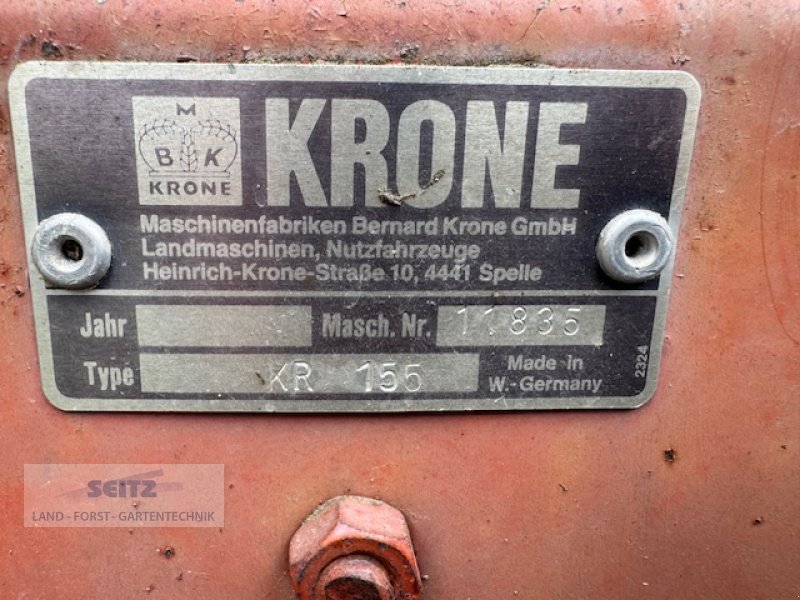 M
B K
KRONE
KRONE
Maschinenfabriken Bernard Krone GmbH
Landmaschinen, Nutzfahrzeuge
Heinrich-Krone-Straße 10, 4441 Spelle
Jahr Masch. Nr. 11835
Type KR 155 Made in
W.-Germany
2324
SEITZ
LAND - FORST - GARTENTECHNIK